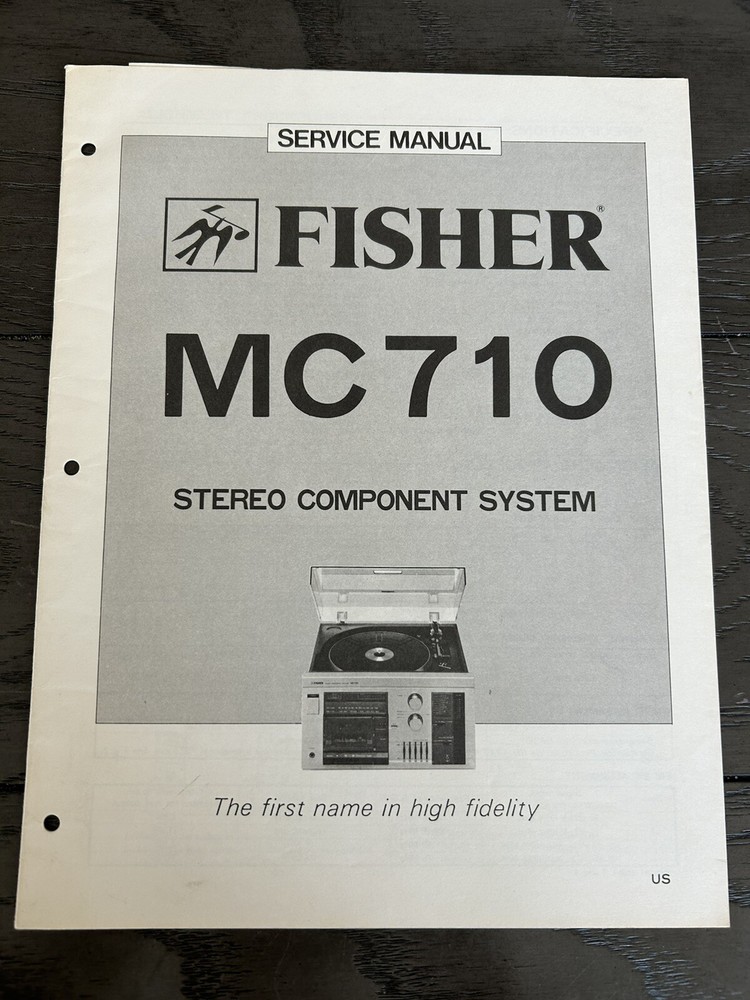 SERVICE MANUAL
FISHER®
MC710
STEREO COMPONENT SYSTEM
The first name in high fidelity
US